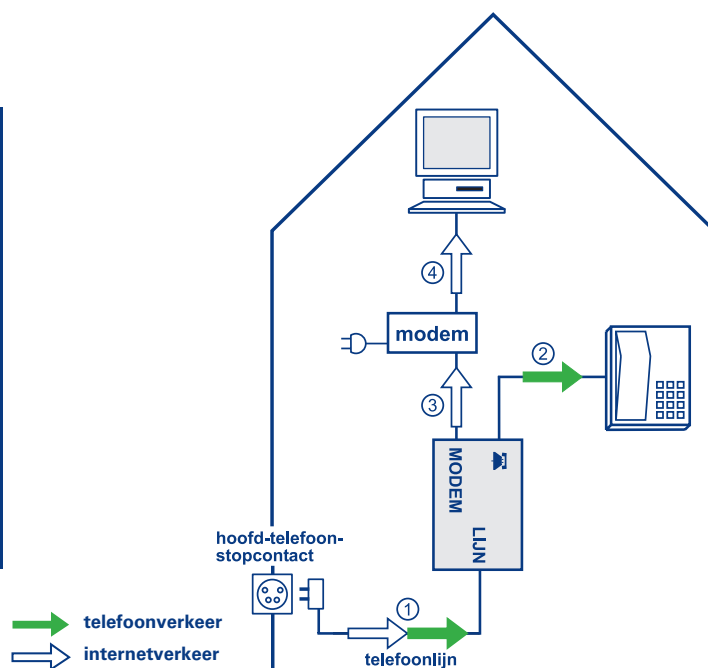 4
modem
2
3
MODEM
LIJN
hoofd-telefoon-
stopcontact
1
telefoonverkeer
internetverkeer
telefoonlijn